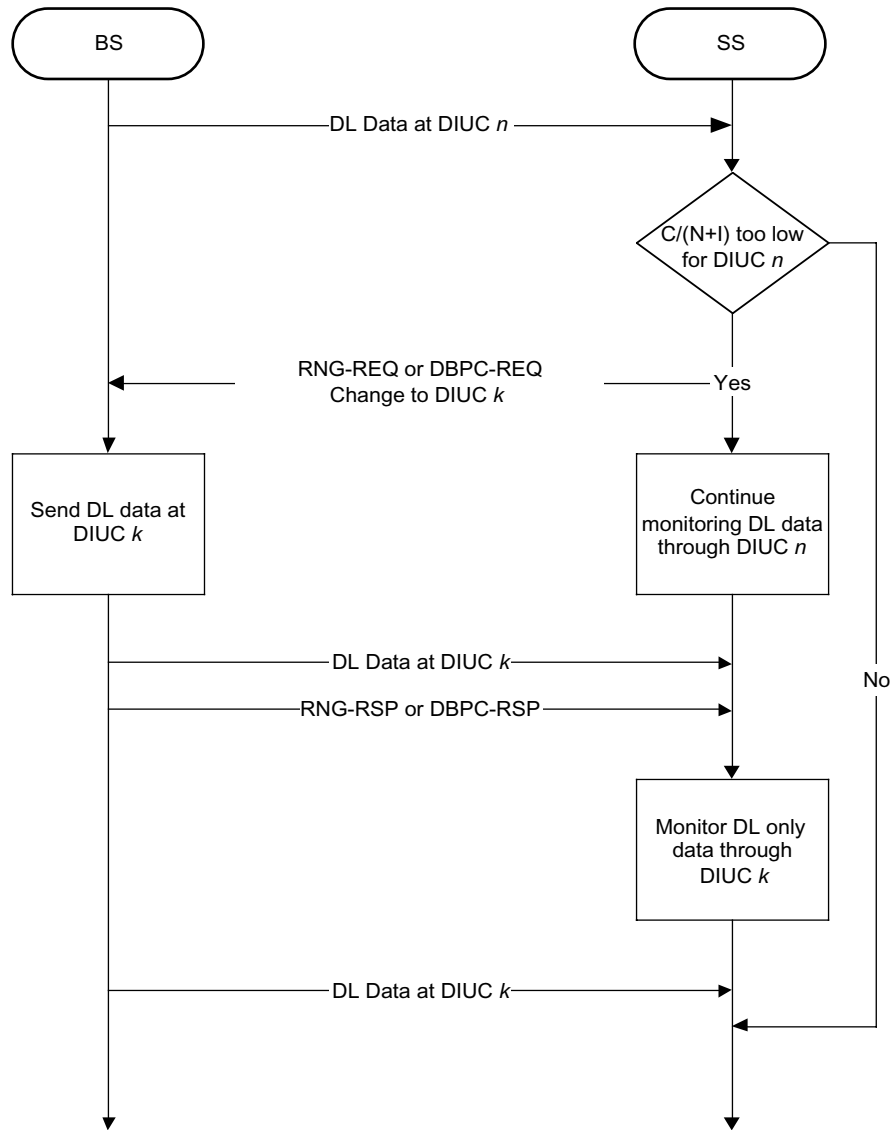 BS
SS
DL Data at DIUC n
C/(N+I) too low
for DIUC n
RNG-REQ or DBPC-REQ
Change to DIUC k
Yes
Send DL data at
DIUC k
Continue
monitoring DL data
through DIUC n
DL Data at DIUC k
No
RNG-RSP or DBPC-RSP
Monitor DL only
data through
DIUC k
DL Data at DIUC k